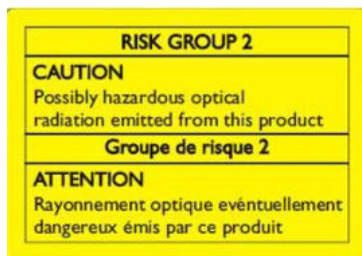 RISK GROUP 2
CAUTION
Possibly hazardous optical
radiation emitted from this product
Groupe de risque 2
ATTENTION
Rayonnement optique evéntuellement
dangereux émis par ce produit